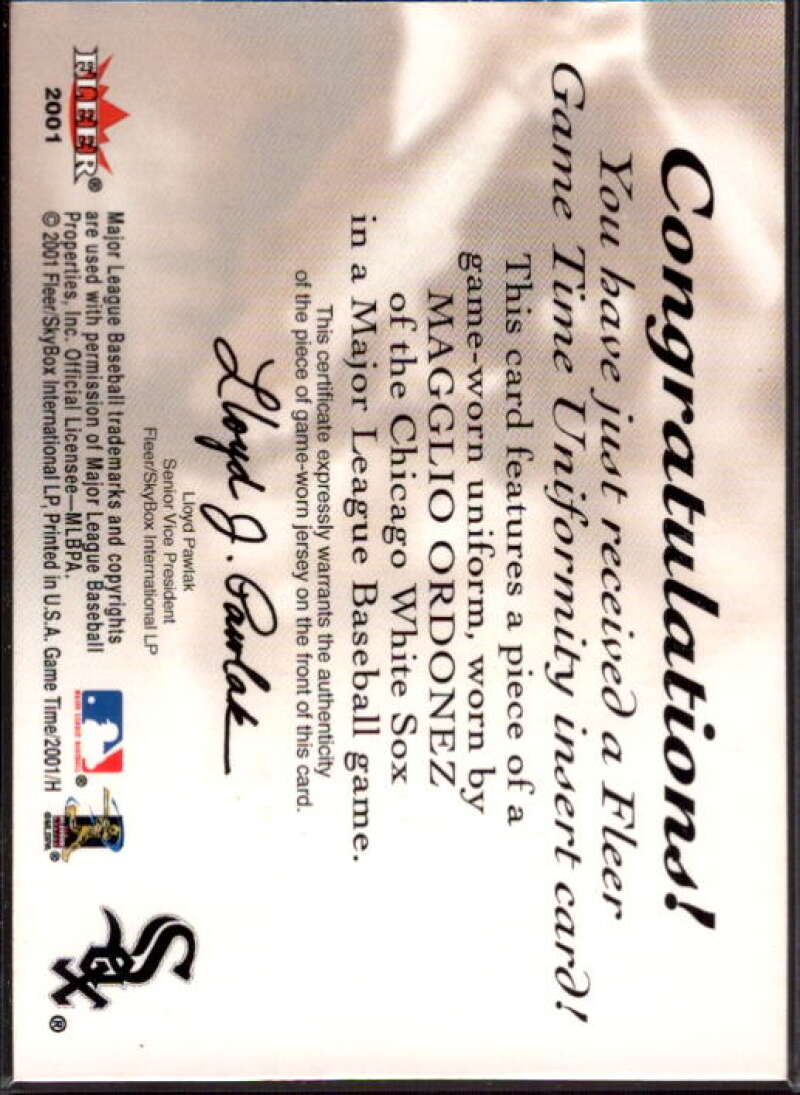 Congratulations!
You have just received a Fleer
Game Time Uniformity insert card!
This card features a piece of a
game-worn uniform, worn by
MAGGLIO ORDONEZ
of the Chicago White Sox
in a Major League Baseball game.
This certificate expressly warrants the authenticity
of the piece of game-worn jersey on the front of this card.
Lloyd J. Pawlak
Lloyd Pawlak
Senior Vice President
Fleer/SkyBox International LP
FLEER®
2001
Major League Baseball trademarks and copyrights
are used with permission of Major League Baseball
Properties, Inc. Official Licensee—MLBPA.
© 2001 Fleer/SkyBox International LP, Printed in U.S.A. Game Time/2001/H
®
®
Sox
®